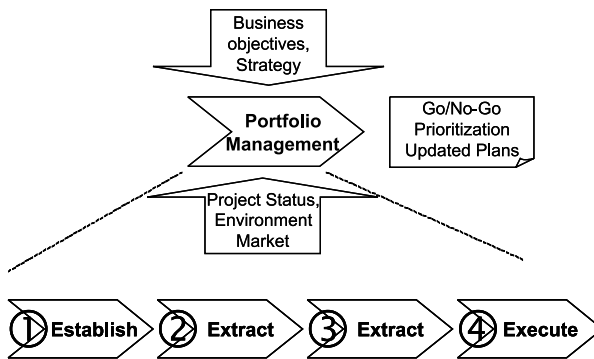 Business
objectives,
Strategy
Portfolio
Management
Go/No-Go
Prioritization
Updated Plans
Project Status,
Environment
Market
1 Establish
2 Extract
3 Extract
4 Execute